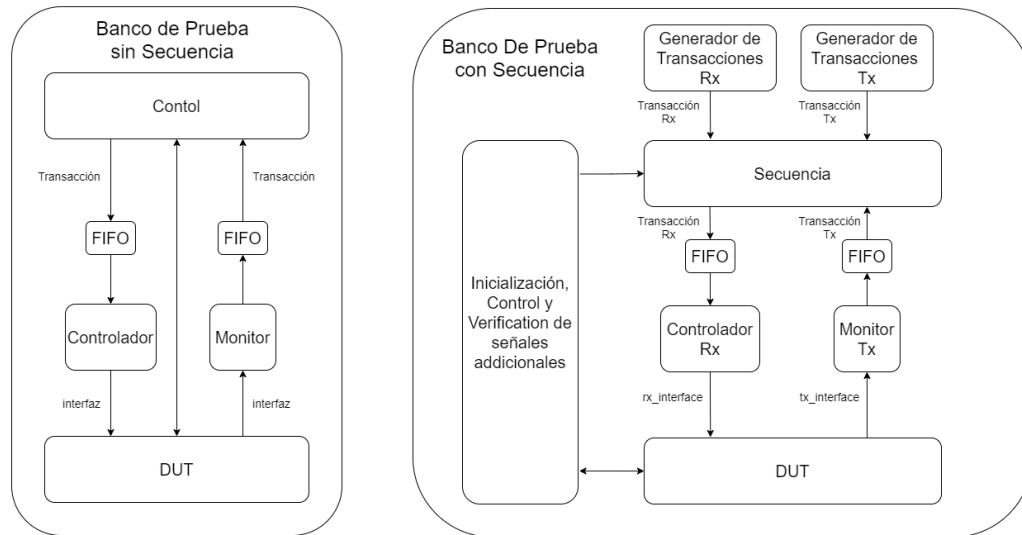 Banco de Prueba
sin Secuencia
Contol
Transacción
Transacción
FIFO
FIFO
Controlador
Monitor
interfaz
interfaz
DUT
Banco De Prueba
con Secuencia
Generador de
Transacciones
Rx
Generador de
Transacciones
Tx
Transacción
Rx
Transacción
Tx
Secuencia
Transacción
Rx
Transacción
Tx
FIFO
FIFO
Inicialización,
Control y
Verification de
señales
addicionales
Controlador
Rx
Monitor
Tx
rx_interface
tx_interface
DUT